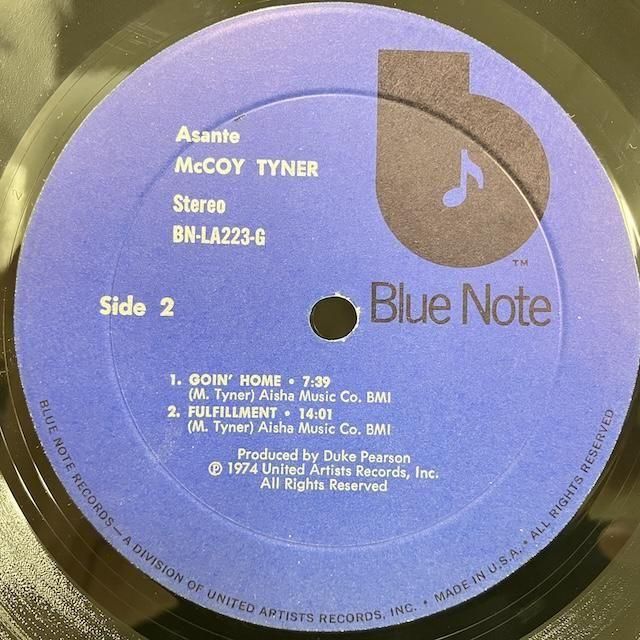 Asante
McCOY TYNER
Stereo
BN-LA223-G
Side 2
TM
Blue Note
1. GOIN' HOME • 7:39
(M. Tyner) Aisha Music Co. BMI
2. FULFILLMENT • 14:01
(M. Tyner) Aisha Music Co. BMI
Produced by Duke Pearson
℗ 1974 United Artists Records, Inc.
All Rights Reserved
BLUE NOTE RECORDS — A DIVISION OF UNITED ARTISTS RECORDS, INC. • MADE IN U.S.A. • ALL RIGHTS RESERVED